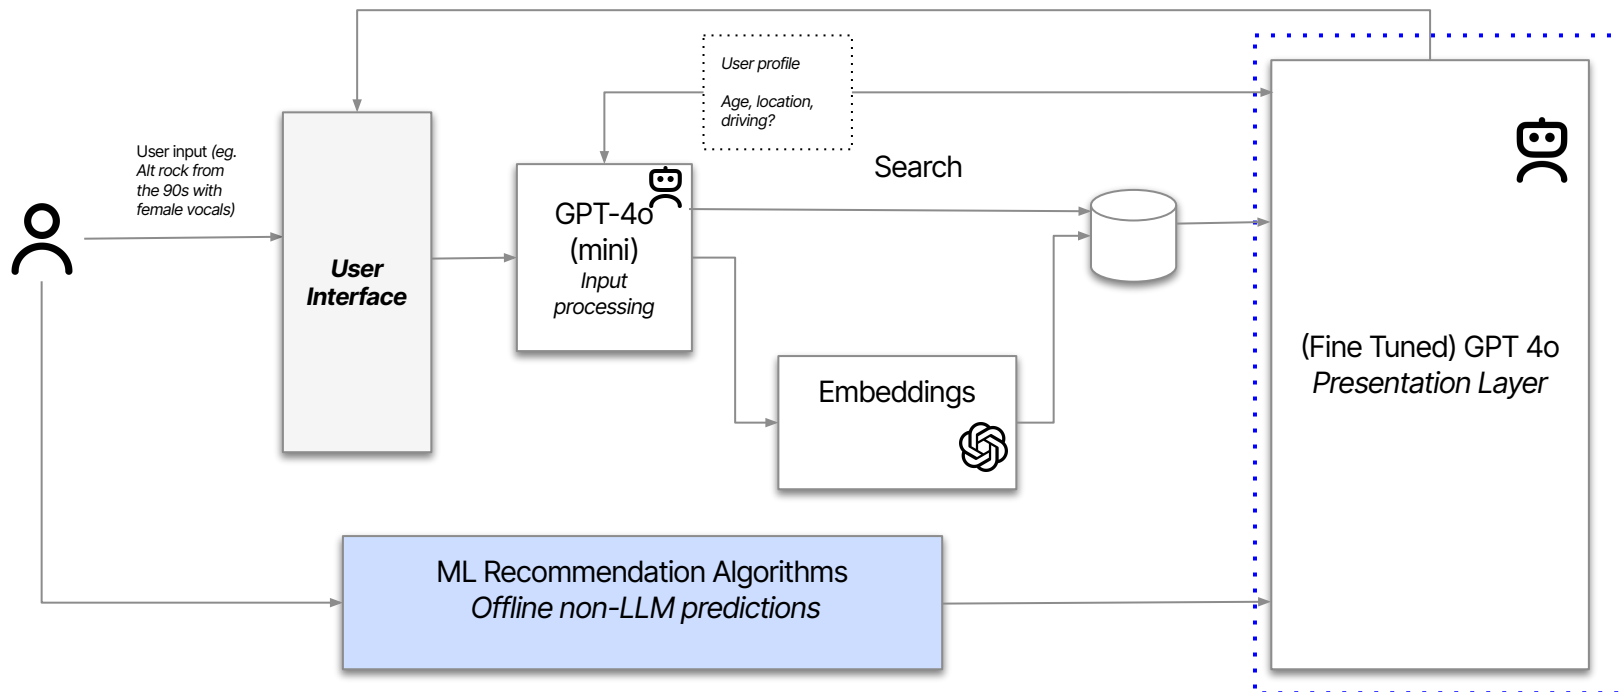 User profile
Age, location,
driving?
User input (eg.
Alt rock from
the 90s with
female vocals)
Search
GPT-4o
(mini)
Input
processing
User
Interface
(Fine Tuned) GPT 4o
Presentation Layer
Embeddings
ML Recommendation Algorithms
Offline non-LLM predictions